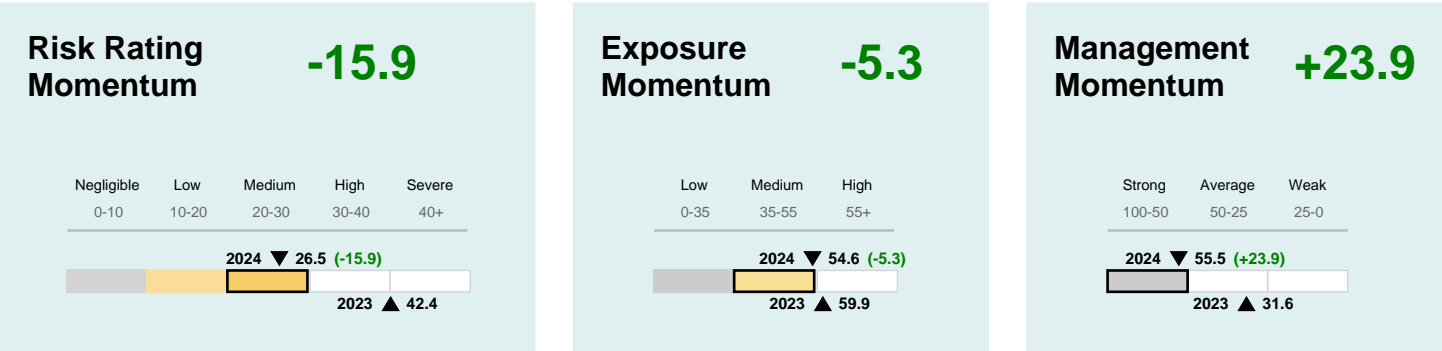 Risk Rating
Momentum
-15.9
Negligible Low Medium High Severe
0-10 10-20 20-30 30-40 40+
2024 ▼ 26.5 (-15.9)
2023 ▲ 42.4
Exposure
Momentum
-5.3
Low Medium High
0-35 35-55 55+
2024 ▼ 54.6 (-5.3)
2023 ▲ 59.9
Management
Momentum
+23.9
Strong Average Weak
100-50 50-25 25-0
2024 ▼ 55.5 (+23.9)
2023 ▲ 31.6